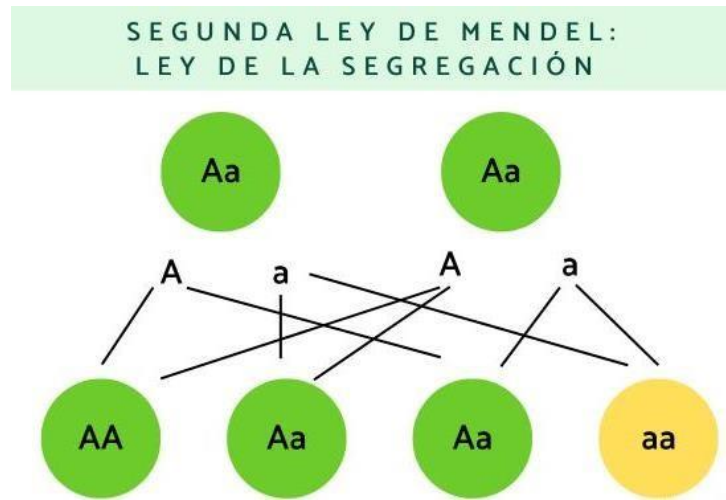 SEGUNDA LEY DE MENDEL:
LEY DE LA SEGREGACIÓN
Aa Aa
A a A a
AA Aa Aa aa